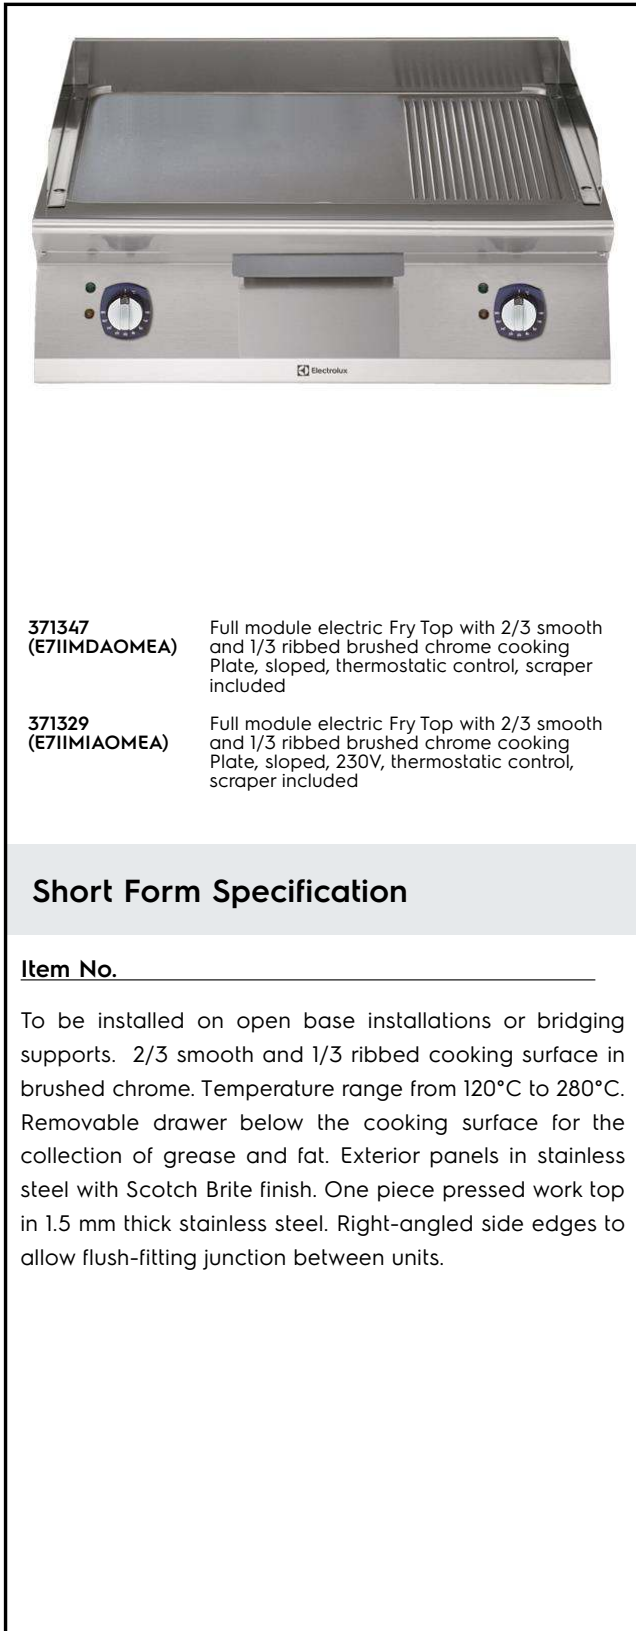 Electrolux
371347
(E7IIMDAOMEA)
Full module electric Fry Top with 2/3 smooth
and 1/3 ribbed brushed chrome cooking
Plate, sloped, thermostatic control, scraper
included
371329
(E7IIMIAOMEA)
Full module electric Fry Top with 2/3 smooth
and 1/3 ribbed brushed chrome cooking
Plate, sloped, 230V, thermostatic control,
scraper included
Short Form Specification
Item No.
To be installed on open base installations or bridging
supports. 2/3 smooth and 1/3 ribbed cooking surface in
brushed chrome. Temperature range from 120°C to 280°C.
Removable drawer below the cooking surface for the
collection of grease and fat. Exterior panels in stainless
steel with Scotch Brite finish. One piece pressed work top
in 1.5 mm thick stainless steel. Right-angled side edges to
allow flush-fitting junction between units.